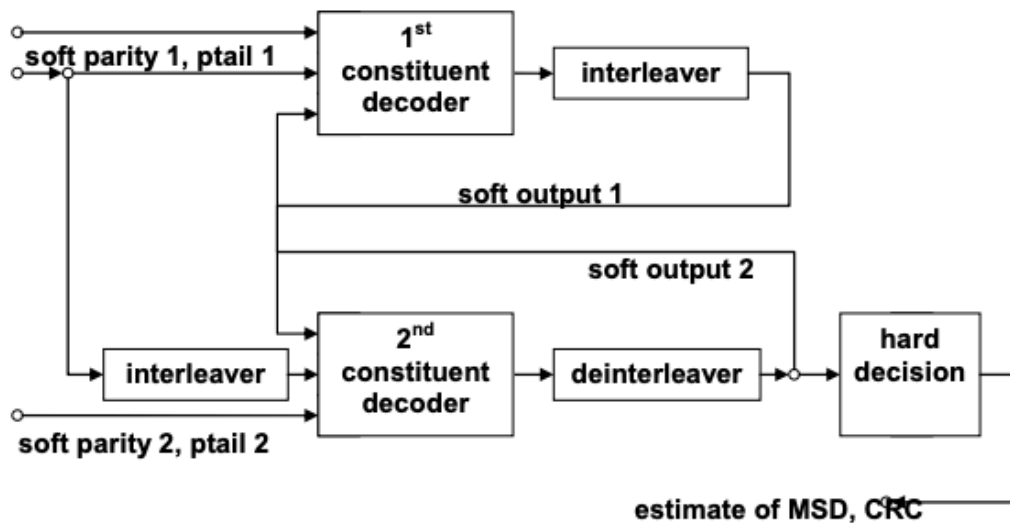 soft parity 1, ptail 1
1st
constituent
decoder
interleaver
soft output 1
soft output 2
interleaver
2nd
constituent
decoder
deinterleaver
hard
decision
soft parity 2, ptail 2
estimate of MSD, CRC